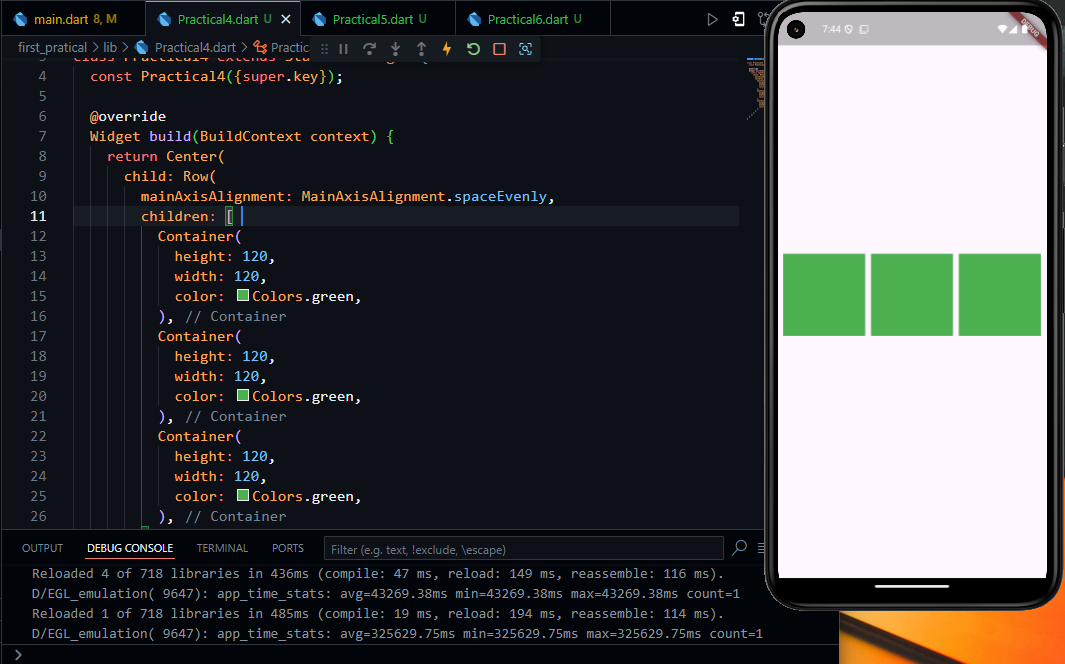 main.dart 8, M
Practical4.dart U
Practical5.dart U
Practical6.dart U
first_pratical > lib > Practical4.dart > Practic
4 const Practical4({super.key});
5
6 @override
7 Widget build(BuildContext context) {
8 return Center(
9 child: Row(
10 mainAxisAlignment: MainAxisAlignment.spaceEvenly,
11 children: [
12 Container(
13 height: 120,
14 width: 120,
15 color: Colors.green,
16 ), // Container
17 Container(
18 height: 120,
19 width: 120,
20 color: Colors.green,
21 ), // Container
22 Container(
23 height: 120,
24 width: 120,
25 color: Colors.green,
26 ), // Container
OUTPUT DEBUG CONSOLE TERMINAL PORTS
Filter (e.g. text, !exclude, \escape)
Reloaded 4 of 718 libraries in 436ms (compile: 47 ms, reload: 149 ms, reassemble: 116 ms).
D/EGL_emulation( 9647): app_time_stats: avg=43269.38ms min=43269.38ms max=43269.38ms count=1
Reloaded 1 of 718 libraries in 485ms (compile: 19 ms, reload: 194 ms, reassemble: 114 ms).
D/EGL_emulation( 9647): app_time_stats: avg=325629.75ms min=325629.75ms max=325629.75ms count=1
>
7:44
DEBUG